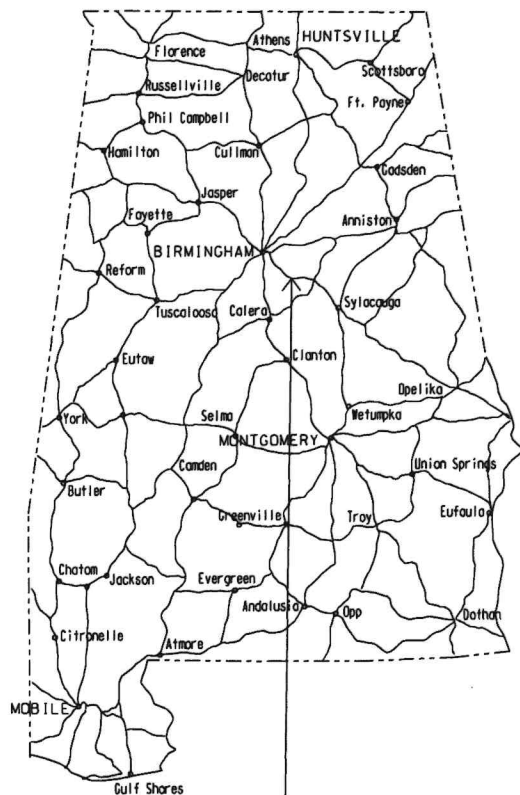 HUNTSVILLE
Athens
Florence
Scottsboro
Decatur
Russellville
Ft. Payne
Phil Campbell
Hamilton
Cullman
Gadsden
Jasper
Fayette
Anniston
BIRMINGHAM
Reform
Sylacauga
Tuscaloosa
Calera
Eutaw
Clanton
Opelika
York
Selma
Wetumpka
MONTGOMERY
Camden
Union Springs
Butler
Greenville
Troy
Eufaula
Chatom
Jackson
Evergreen
Andalusia
Opp
Dothan
Citronelle
Atmore
MOBILE
Gulf Shores